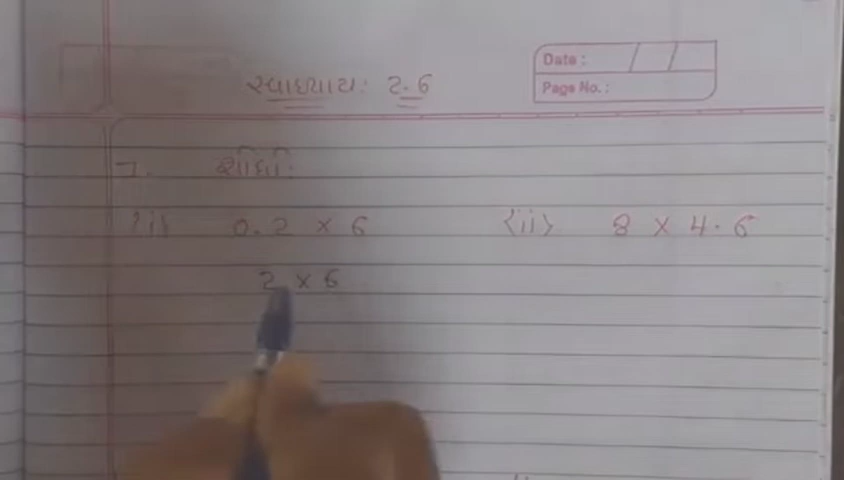 સ્વાધ્યાય: 2.6
Date : / /
Page No. :
1. શોધો:
(i) 0.2 × 6 (ii) 8 × 4.6
2 × 6